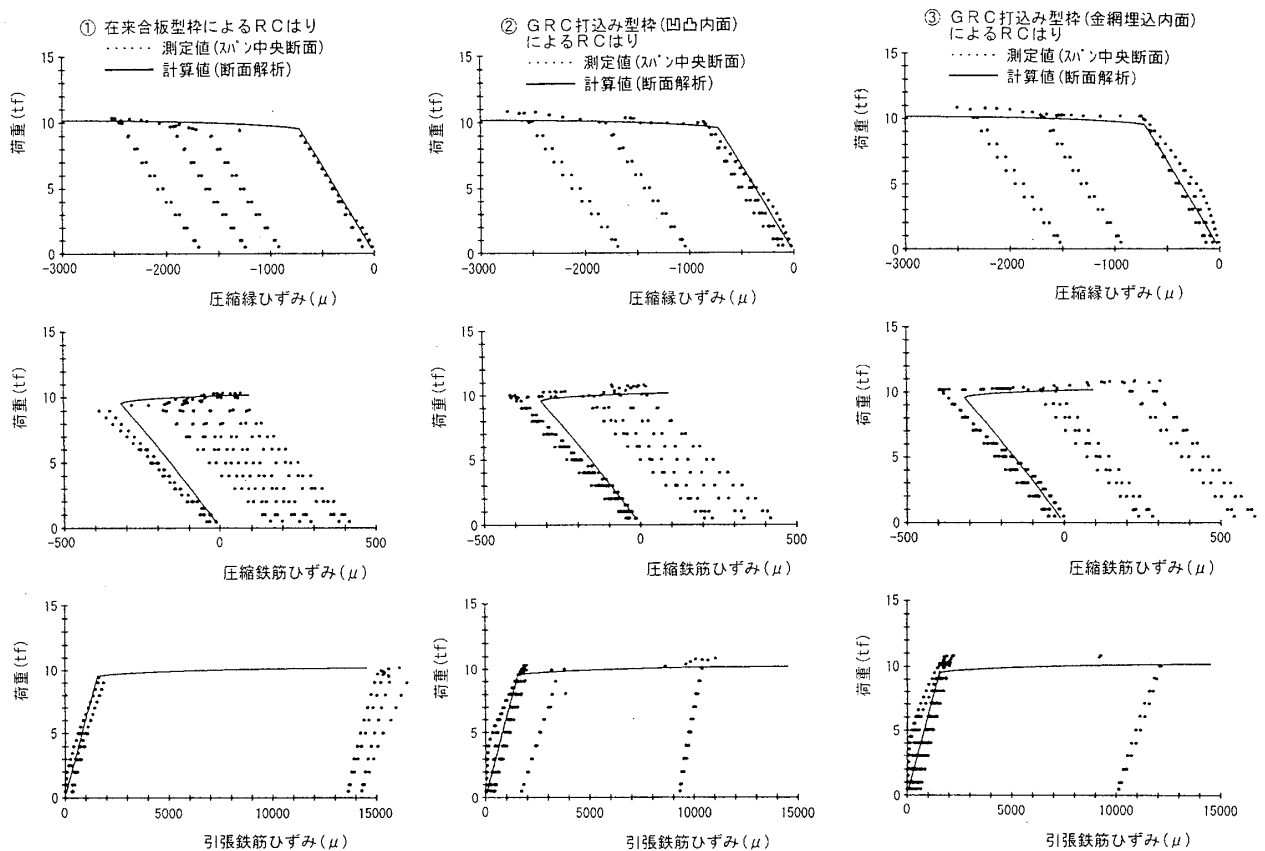 ① 在来合板型枠によるRCはり
‥‥‥ 測定値(スパン中央断面)
── 計算値(断面解析)
荷重(tf)
15
10
5
0
-3000 -2000 -1000 0
圧縮縁ひずみ(μ)
② GRC打込み型枠(凹凸内面)
によるRCはり
‥‥‥ 測定値(スパン中央断面)
── 計算値(断面解析)
荷重(tf)
15
10
5
0
-3000 -2000 -1000 0
圧縮縁ひずみ(μ)
③ GRC打込み型枠(金網埋込内面)
によるRCはり
‥‥‥ 測定値(スパン中央断面)
── 計算値(断面解析)
荷重(tf)
15
10
5
0
-3000 -2000 -1000 0
圧縮縁ひずみ(μ)
荷重(tf)
15
10
5
0
-500 0 500
圧縮鉄筋ひずみ(μ)
荷重(tf)
15
10
5
0
-500 0 500
圧縮鉄筋ひずみ(μ)
荷重(tf)
15
10
5
0
-500 0 500
圧縮鉄筋ひずみ(μ)
荷重(tf)
15
10
5
0
0 5000 10000 15000
引張鉄筋ひずみ(μ)
荷重(tf)
15
10
5
0
0 5000 10000 15000
引張鉄筋ひずみ(μ)
荷重(tf)
15
10
5
0
0 5000 10000 15000
引張鉄筋ひずみ(μ)